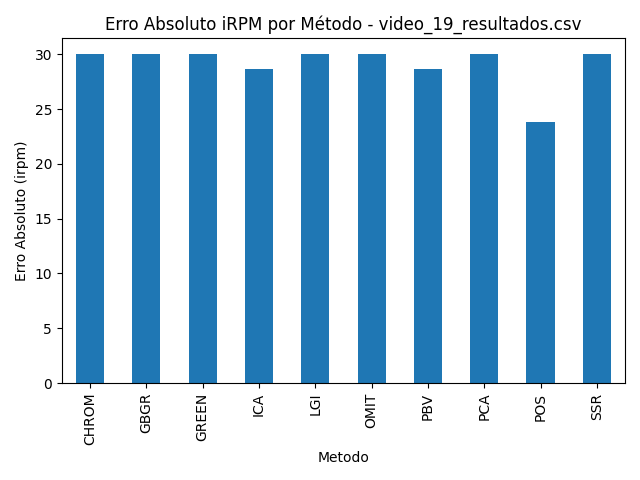 Erro Absoluto iRPM por Método - video_19_resultados.csv
Erro Absoluto (irpm)
30
25
20
15
10
5
0
CHROM
GBGR
GREEN
ICA
LGI
OMIT
PBV
PCA
POS
SSR
Metodo